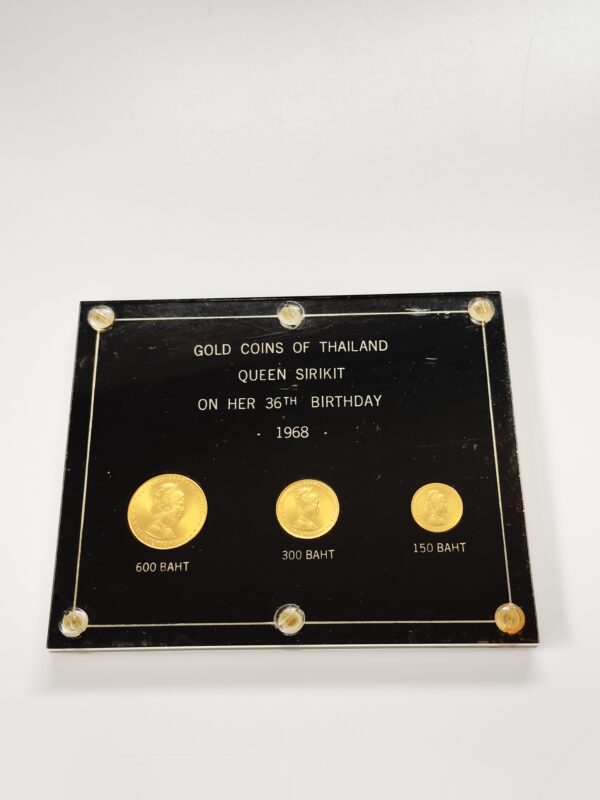 GOLD COINS OF THAILAND
QUEEN SIRIKIT
ON HER 36TH BIRTHDAY
- 1968 -
600 BAHT
300 BAHT
150 BAHT